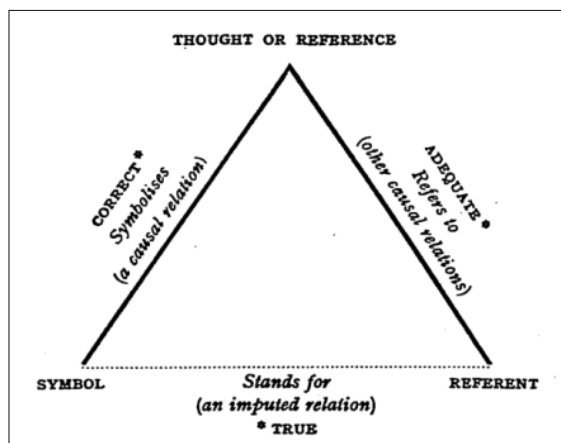 THOUGHT OR REFERENCE
CORRECT *
Symbolises
(a causal relation)
ADEQUATE *
Refers to
(other causal relations)
SYMBOL
Stands for
(an imputed relation)
* TRUE
REFERENT